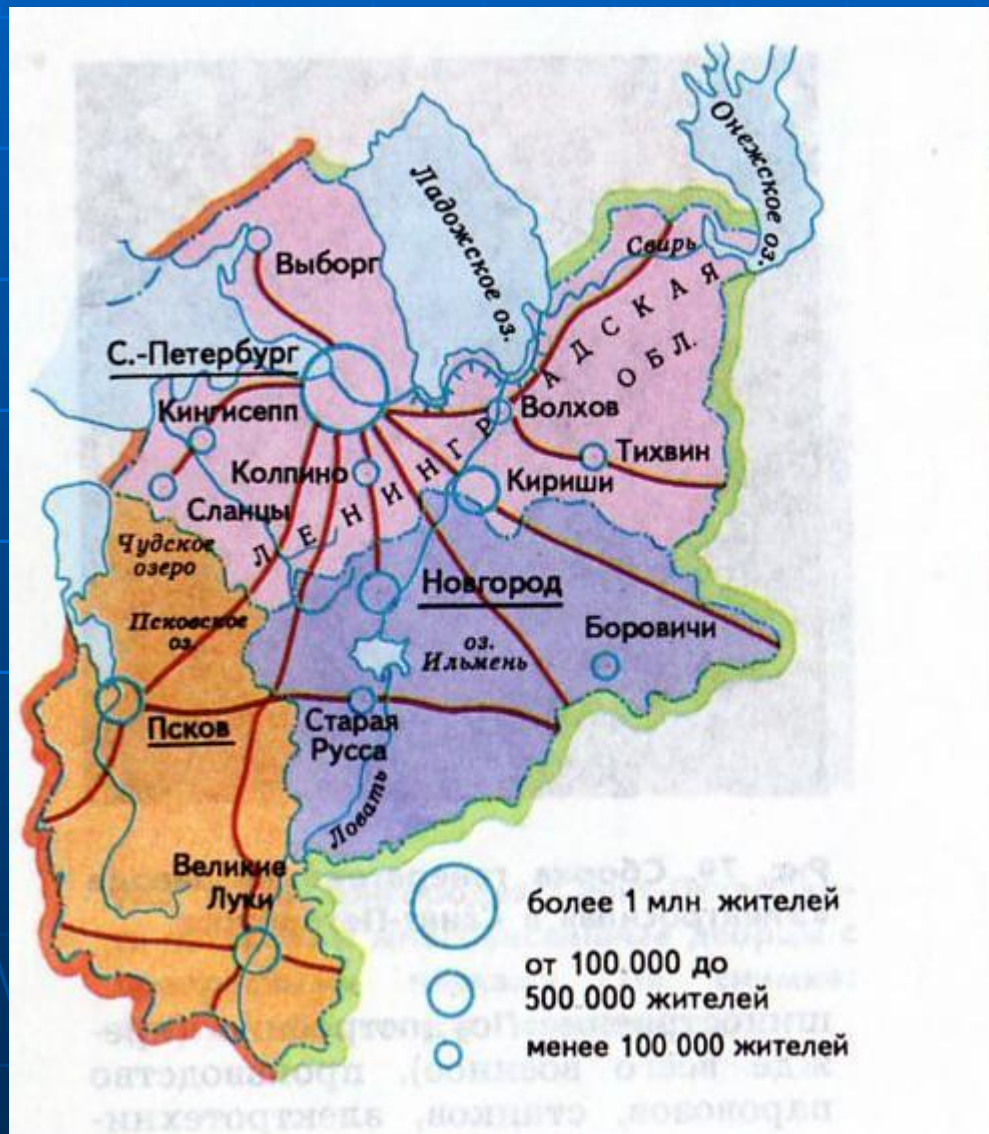 Онежское оз.
Ладожское оз.
Свирь
Выборг
ЛЕНИНГРАДСКАЯ
ОБЛ.
С.-Петербург
Кингисепп
Волхов
Тихвин
Колпино
Кириши
Сланцы
Чудское
озеро
Новгород
Псковское
оз.
оз.
Ильмень
Боровичи
Псков
Старая
Русса
Ловать
Великие
Луки
более 1 млн. жителей
от 100.000 до
500.000 жителей
менее 100 000 жителей